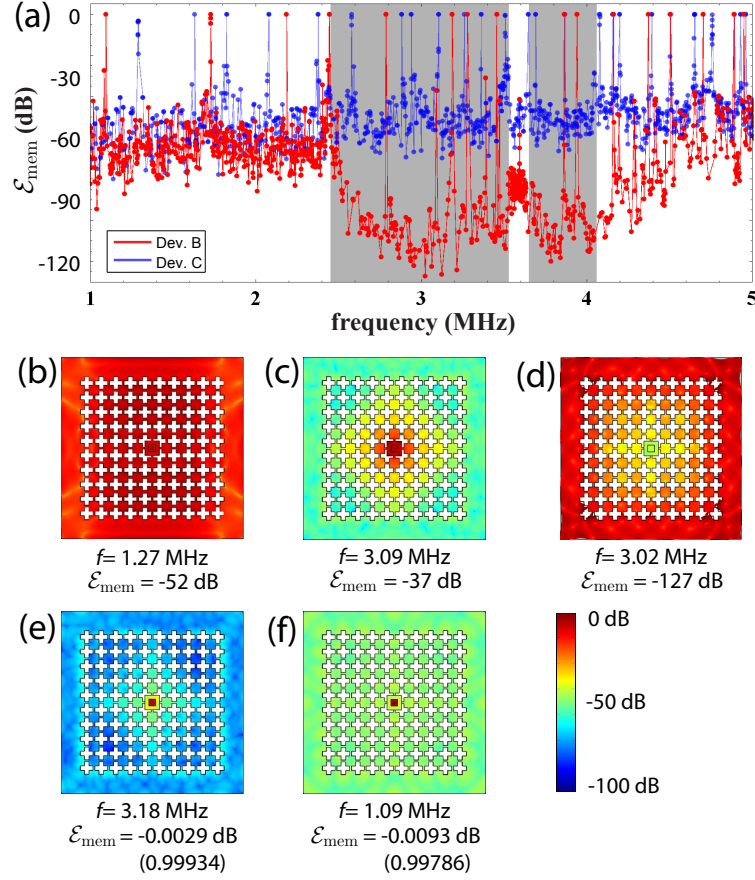 (a)
0
-30
-60
-90
-120
ℰmem (dB)
Dev. B
Dev. C
1 2 3 4 5
frequency (MHz)
(b) (c) (d)
f= 1.27 MHz f= 3.09 MHz f= 3.02 MHz
ℰmem = -52 dB ℰmem = -37 dB ℰmem = -127 dB
(e) (f)
0 dB
-50 dB
-100 dB
f= 3.18 MHz f= 1.09 MHz
ℰmem = -0.0029 dB ℰmem = -0.0093 dB
(0.99934) (0.99786)